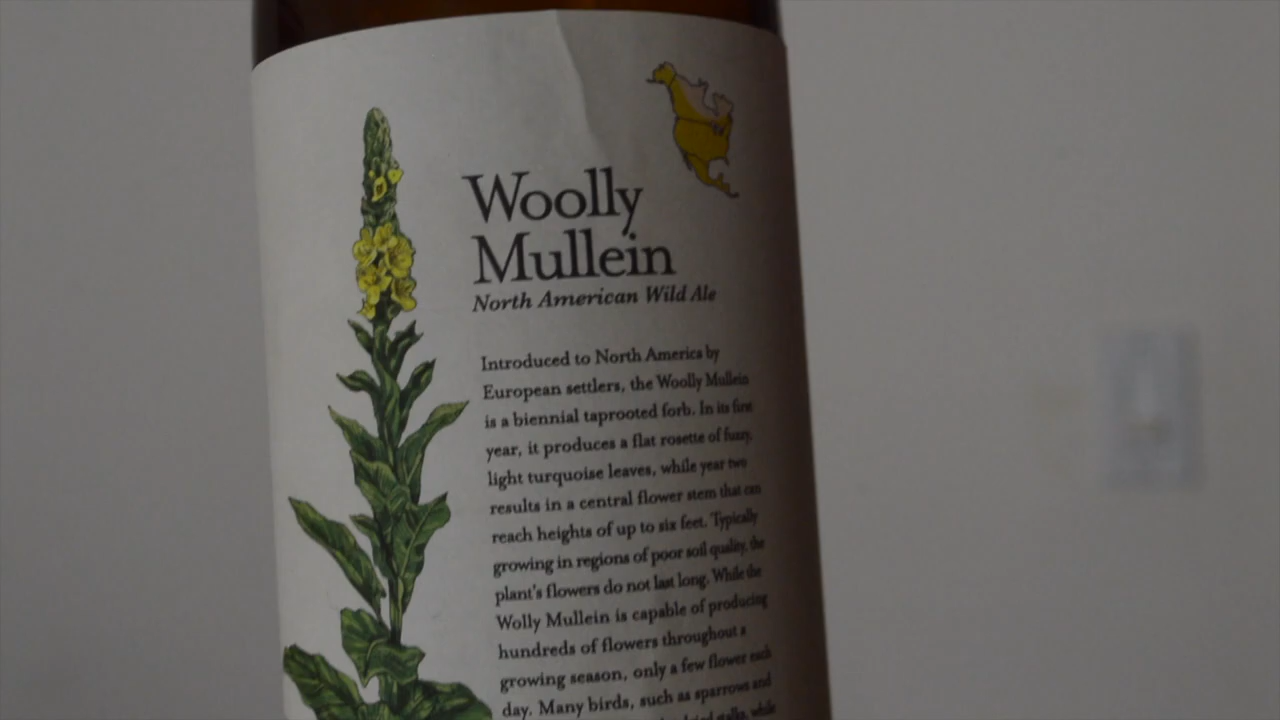 Woolly
Mullein
North American Wild Ale
Introduced to North America by
European settlers, the Woolly Mullein
is a biennial taprooted forb. In its first
year, it produces a flat rosette of fuzzy,
light turquoise leaves, while year two
results in a central flower stem that can
reach heights of up to six feet. Typically
growing in regions of poor soil quality, the
plant's flowers do not last long. While the
Wolly Mullein is capable of producing
hundreds of flowers throughout a
growing season, only a few flower each
day. Many birds, such as sparrows and
dried stalks, while